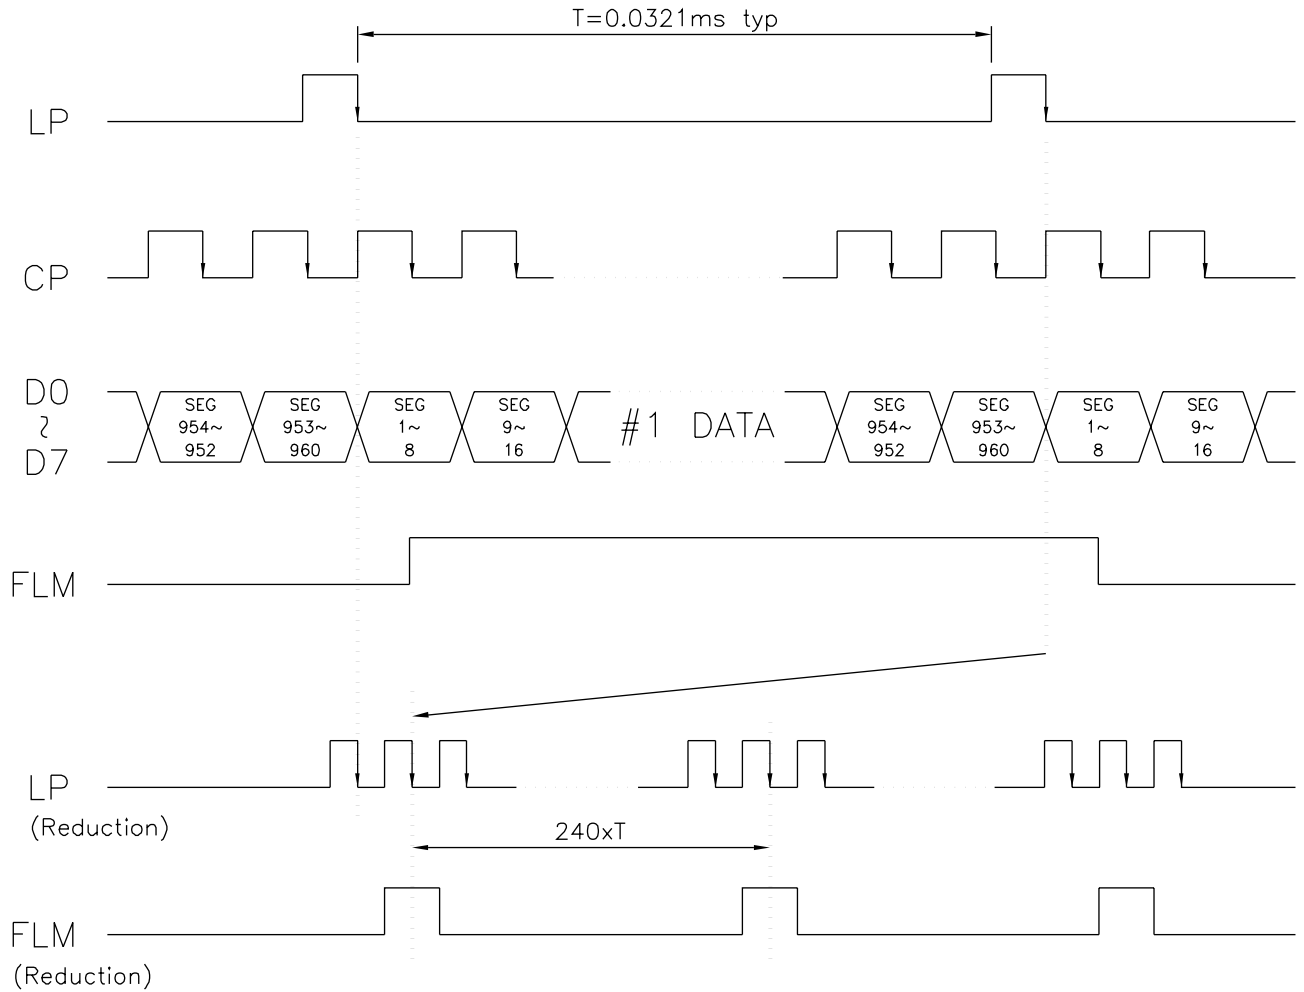 T=0.0321ms typ
LP
CP
D0
~
D7
SEG 954~ 952
SEG 953~ 960
SEG 1~ 8
SEG 9~ 16
#1 DATA
SEG 954~ 952
SEG 953~ 960
SEG 1~ 8
SEG 9~ 16
FLM
LP
(Reduction)
240xT
FLM
(Reduction)